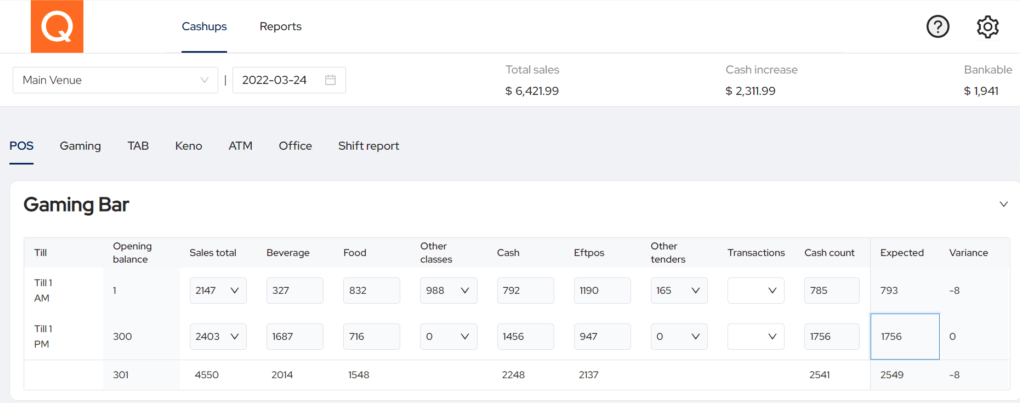 Q
Cashups Reports
?
Main Venue | 2022-03-24
Total sales Cash increase Bankable
$ 6,421.99 $ 2,311.99 $ 1,941
POS Gaming TAB Keno ATM Office Shift report
Gaming Bar
Till Opening balance Sales total Beverage Food Other classes Cash Eftpos Other tenders Transactions Cash count Expected Variance
Till 1 AM 1 2147 327 832 988 792 1190 165 785 793 -8
Till 1 PM 300 2403 1687 716 0 1456 947 0 1756 1756 0
301 4550 2014 1548 2248 2137 2541 2549 -8